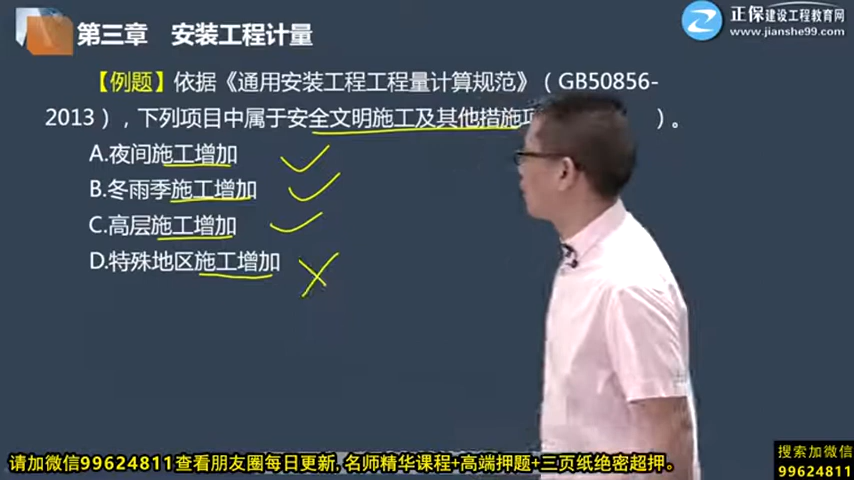 第三章 安装工程计量
正保建设工程教育网
www.jianshe99.com
【例题】依据《通用安装工程工程量计算规范》（GB50856-
2013），下列项目中属于安全文明施工及其他措施项 ）。
A.夜间施工增加
B.冬雨季施工增加
C.高层施工增加
D.特殊地区施工增加
请加微信99624811查看朋友圈每日更新,名师精华课程+高端押题+三页纸绝密超押。
搜索加微信
99624811